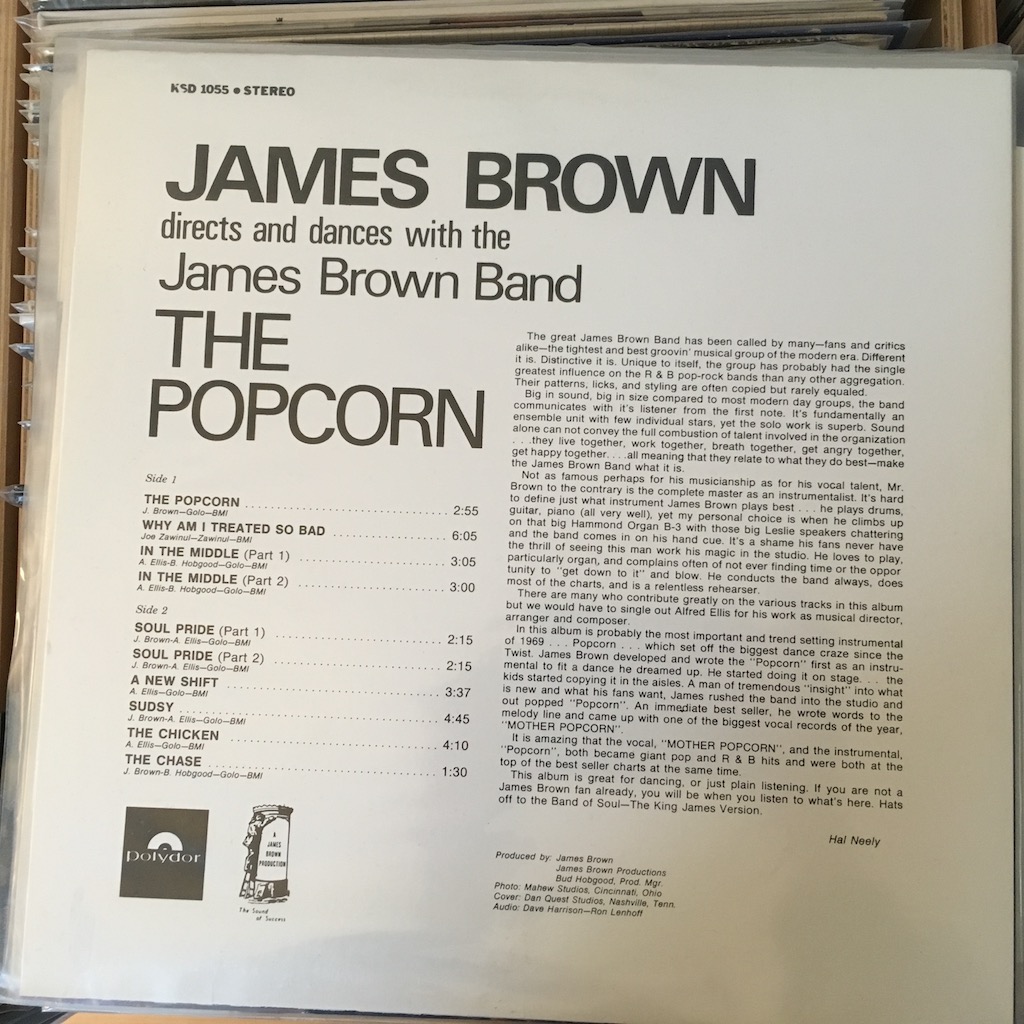 KSD 1055 • STEREO
JAMES BROWN
directs and dances with the
James Brown Band
THE
POPCORN
Side 1
THE POPCORN 2:55
J. Brown—Golo—BMI
WHY AM I TREATED SO BAD 6:05
Joe Zawinul—Zawinul—BMI
IN THE MIDDLE (Part 1) 3:05
A. Ellis-B. Hobgood—Golo—BMI
IN THE MIDDLE (Part 2) 3:00
A. Ellis-B. Hobgood—Golo—BMI
Side 2
SOUL PRIDE (Part 1) 2:15
J. Brown-A. Ellis—Golo—BMI
SOUL PRIDE (Part 2) 2:15
J. Brown-A. Ellis—Golo—BMI
A NEW SHIFT 3:37
A. Ellis—Golo—BMI
SUDSY 4:45
J. Brown-A. Ellis—Golo—BMI
THE CHICKEN 4:10
A. Ellis—Golo—BMI
THE CHASE 1:30
J. Brown-B. Hobgood—Golo—BMI
polydor
A
JAMES
BROWN
PRODUCTION
The Sound
of Success
The great James Brown Band has been called by many—fans and critics
alike—the tightest and best groovin' musical group of the modern era. Different
it is. Distinctive it is. Unique to itself, the group has probably had the single
greatest influence on the R & B pop-rock bands than any other aggregation.
Their patterns, licks, and styling are often copied but rarely equaled.
Big in sound, big in size compared to most modern day groups, the band
communicates with it's listener from the first note. It's fundamentally an
ensemble unit with few individual stars, yet the solo work is superb. Sound
alone can not convey the full combustion of talent involved in the organization
. . .they live together, work together, breath together, get angry together,
get happy together. . . .all meaning that they relate to what they do best—make
the James Brown Band what it is.
Not as famous perhaps for his musicianship as for his vocal talent, Mr.
Brown to the contrary is the complete master as an instrumentalist. It's hard
to define just what instrument James Brown plays best . . . he plays drums,
guitar, piano (all very well), yet my personal choice is when he climbs up
on that big Hammond Organ B-3 with those big Leslie speakers chattering
and the band comes in on his hand cue. It's a shame his fans never have
the thrill of seeing this man work his magic in the studio. He loves to play,
particularly organ, and complains often of not ever finding time or the oppor
tunity to "get down to it" and blow. He conducts the band always, does
most of the charts, and is a relentless rehearser.
There are many who contribute greatly on the various tracks in this album
but we would have to single out Alfred Ellis for his work as musical director,
arranger and composer.
In this album is probably the most important and trend setting instrumental
of 1969 . . . Popcorn . . . which set off the biggest dance craze since the
Twist. James Brown developed and wrote the "Popcorn" first as an instru-
mental to fit a dance he dreamed up. He started doing it on stage. . . the
kids started copying it in the aisles. A man of tremendous "insight" into what
is new and what his fans want, James rushed the band into the studio and
out popped "Popcorn". An immediate best seller, he wrote words to the
melody line and came up with one of the biggest vocal records of the year,
"MOTHER POPCORN".
It is amazing that the vocal, "MOTHER POPCORN", and the instrumental,
"Popcorn", both became giant pop and R & B hits and were both at the
top of the best seller charts at the same time.
This album is great for dancing, or just plain listening. If you are not a
James Brown fan already, you will be when you listen to what's here. Hats
off to the Band of Soul—The King James Version.
Hal Neely
Produced by: James Brown
James Brown Productions
Bud Hobgood, Prod. Mgr.
Photo: Mahew Studios, Cincinnati, Ohio
Cover: Dan Quest Studios, Nashville, Tenn.
Audio: Dave Harrison—Ron Lenhoff